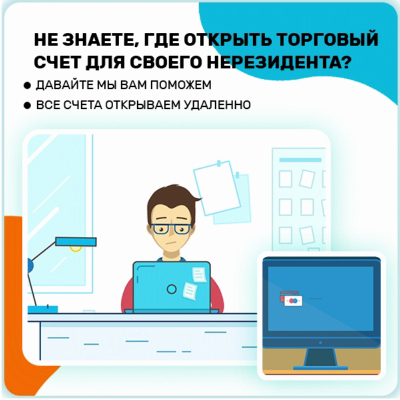 НЕ ЗНАЕТЕ, ГДЕ ОТКРЫТЬ ТОРГОВЫЙ
СЧЕТ ДЛЯ СВОЕГО НЕРЕЗИДЕНТА?
● ДАВАЙТЕ МЫ ВАМ ПОМОЖЕМ
● ВСЕ СЧЕТА ОТКРЫВАЕМ УДАЛЕННО